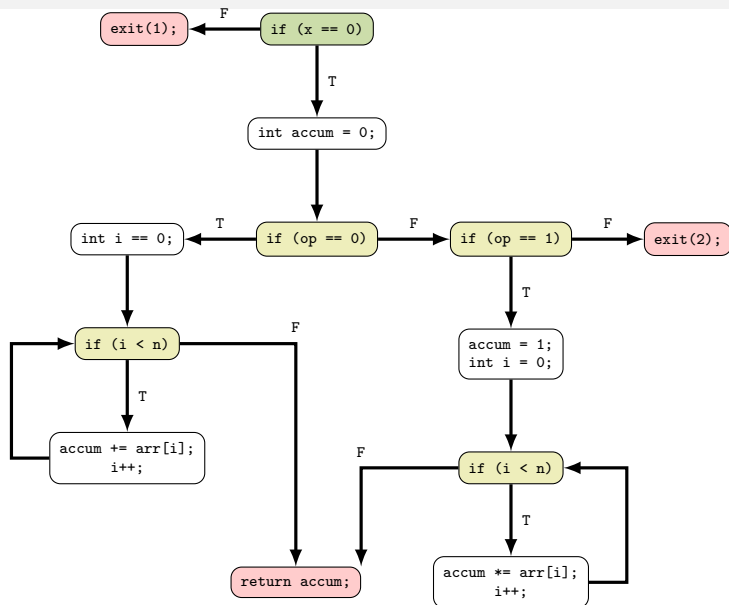 F
exit(1);
if (x == 0)
T
int accum = 0;
T
F
F
int i == 0;
if (op == 0)
if (op == 1)
exit(2);
T
F
accum = 1;
int i = 0;
if (i < n)
T
accum += arr[i];
i++;
F
if (i < n)
T
return accum;
accum *= arr[i];
i++;